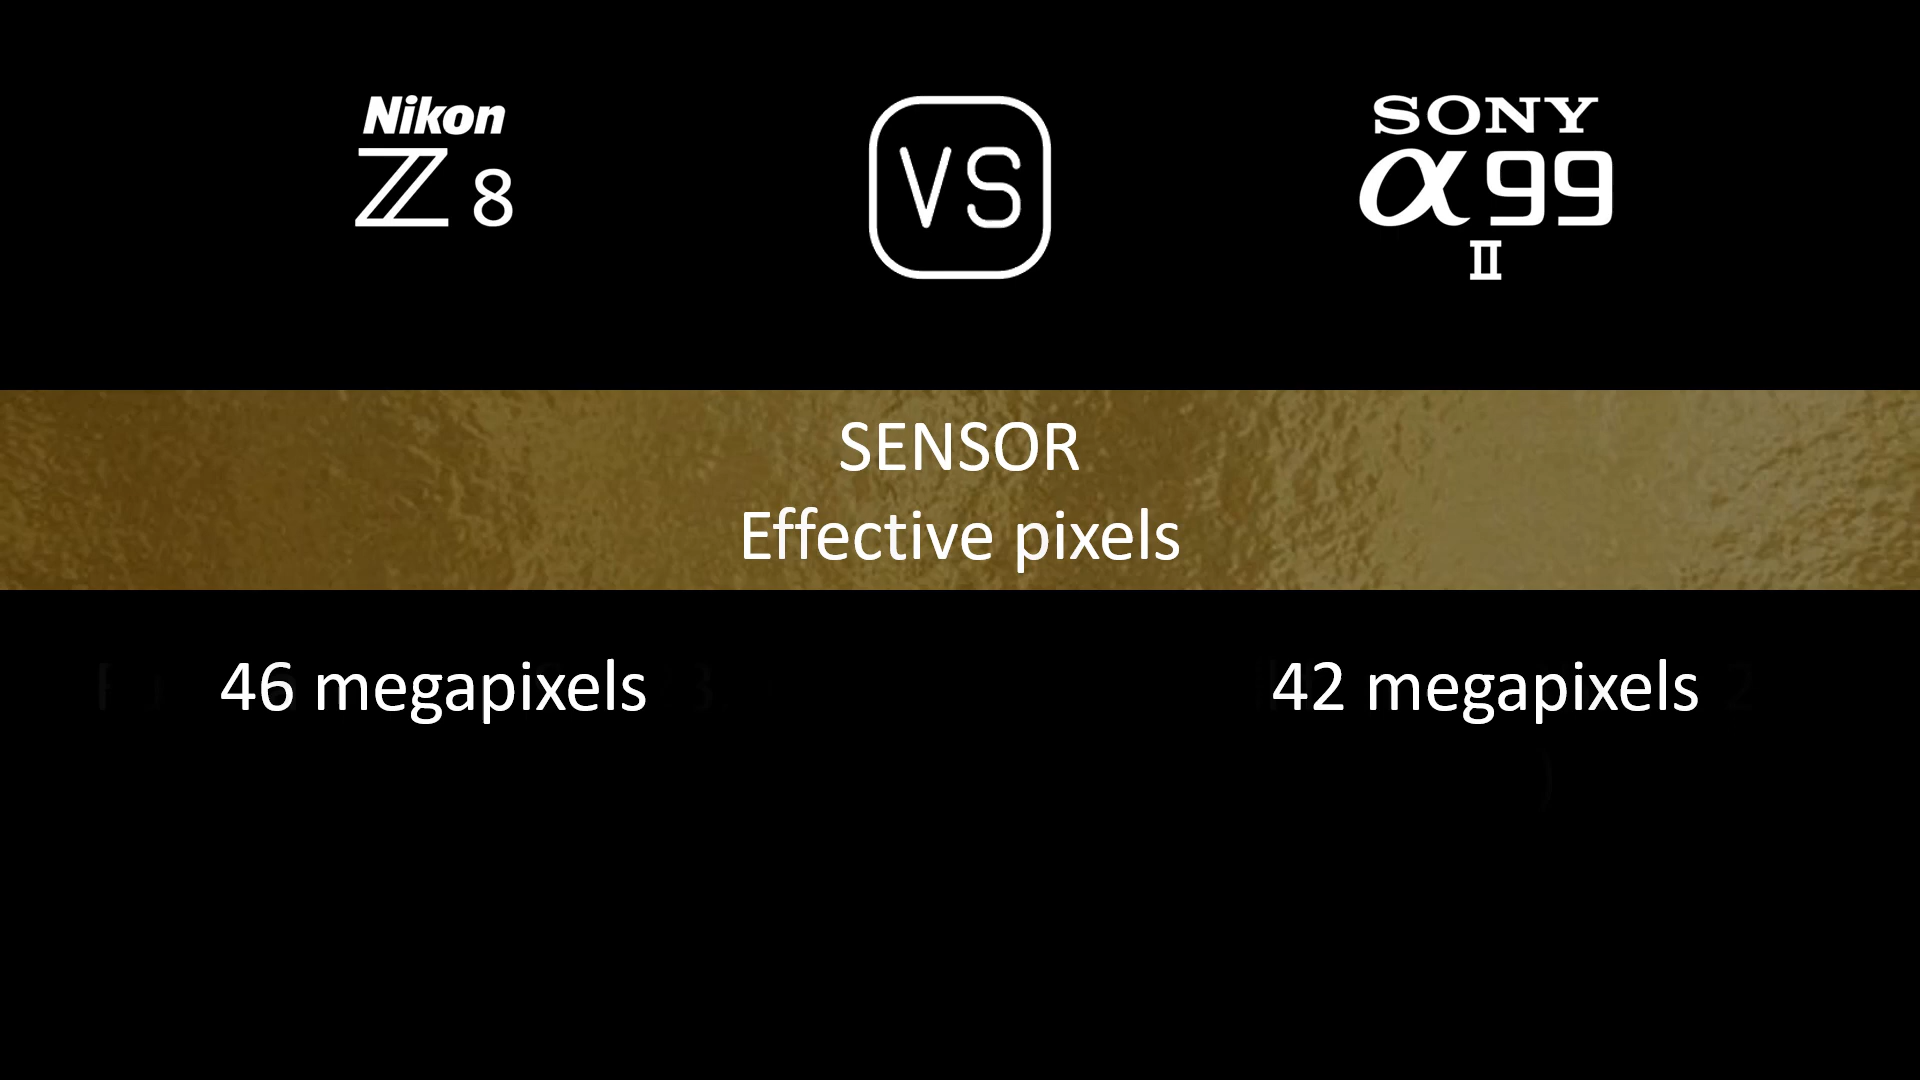 Nikon
Z 8
VS
SONY
α99
II
SENSOR
Effective pixels
46 megapixels
42 megapixels